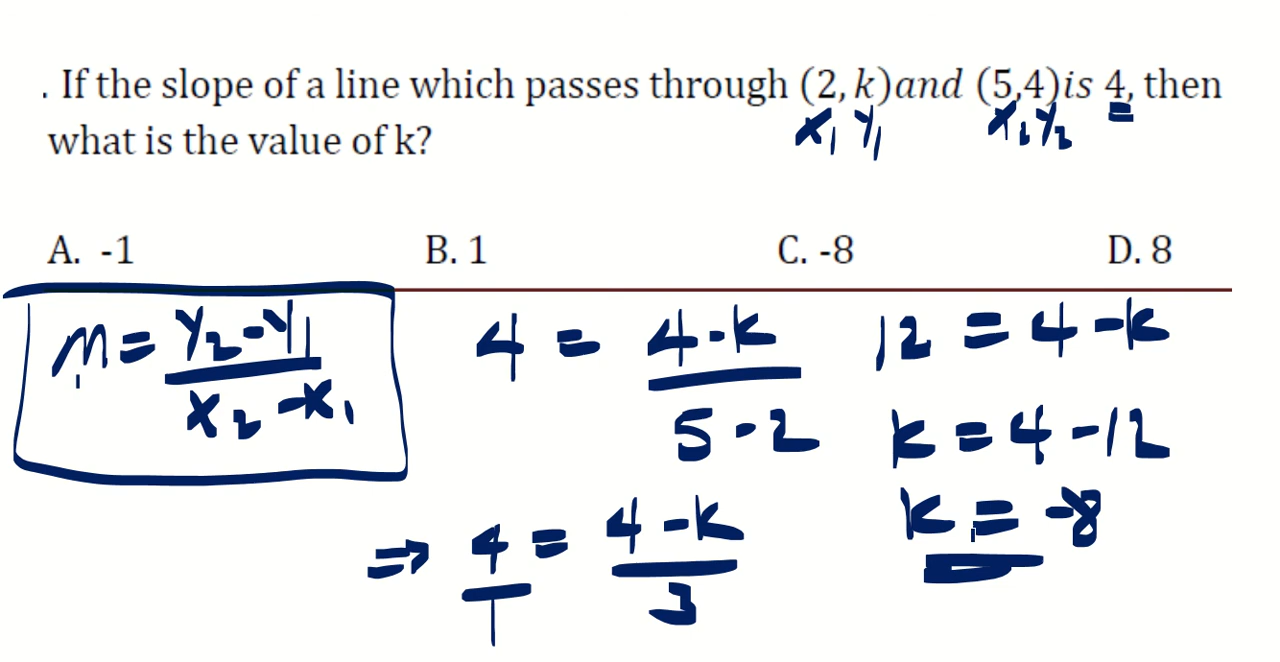 . If the slope of a line which passes through (2, k)and (5,4)is 4, then
x₁ y₁ x₂ y₂
what is the value of k?
A. -1 B. 1 C. -8 D. 8
m = y₂-y₁ / x₂-x₁
4 = 4-k / 5-2
⇒ 4/1 = 4-k / 3
12 = 4-k
k = 4-12
k = -8